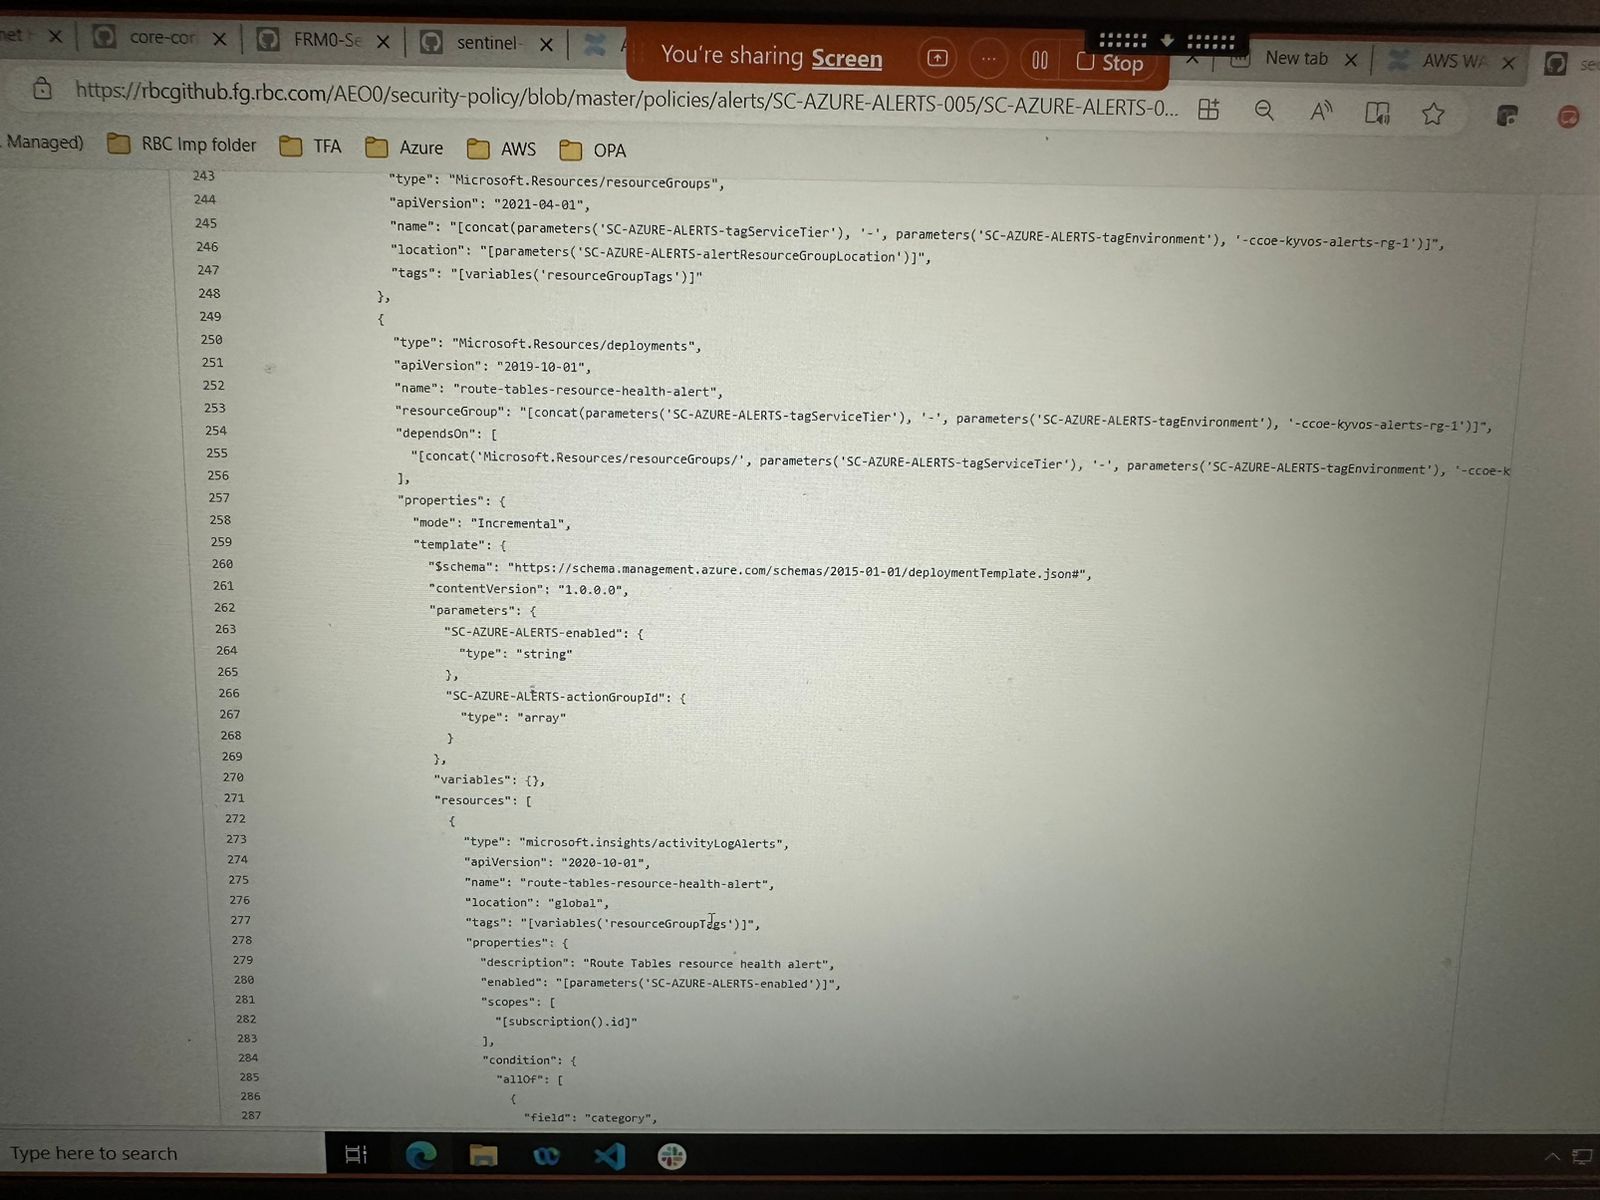 core-cor
FRM0-Se
sentinel-
You're sharing Screen
Stop
New tab
AWS WA
https://rbcgithub.fg.rbc.com/AEO0/security-policy/blob/master/policies/alerts/SC-AZURE-ALERTS-005/SC-AZURE-ALERTS-0...
Managed)
RBC Imp folder
TFA
Azure
AWS
OPA
243 "type": "Microsoft.Resources/resourceGroups",
244 "apiVersion": "2021-04-01",
245 "name": "[concat(parameters('SC-AZURE-ALERTS-tagServiceTier'), '-', parameters('SC-AZURE-ALERTS-tagEnvironment'), '-ccoe-kyvos-alerts-rg-1')]",
246 "location": "[parameters('SC-AZURE-ALERTS-alertResourceGroupLocation')]",
247 "tags": "[variables('resourceGroupTags')]"
248 },
249 {
250 "type": "Microsoft.Resources/deployments",
251 "apiVersion": "2019-10-01",
252 "name": "route-tables-resource-health-alert",
253 "resourceGroup": "[concat(parameters('SC-AZURE-ALERTS-tagServiceTier'), '-', parameters('SC-AZURE-ALERTS-tagEnvironment'), '-ccoe-kyvos-alerts-rg-1')]",
254 "dependsOn": [
255 "[concat('Microsoft.Resources/resourceGroups/', parameters('SC-AZURE-ALERTS-tagServiceTier'), '-', parameters('SC-AZURE-ALERTS-tagEnvironment'), '-ccoe-k
256 ],
257 "properties": {
258 "mode": "Incremental",
259 "template": {
260 "$schema": "https://schema.management.azure.com/schemas/2015-01-01/deploymentTemplate.json#",
261 "contentVersion": "1.0.0.0",
262 "parameters": {
263 "SC-AZURE-ALERTS-enabled": {
264 "type": "string"
265 },
266 "SC-AZURE-ALERTS-actionGroupId": {
267 "type": "array"
268 }
269 },
270 "variables": {},
271 "resources": [
272 {
273 "type": "microsoft.insights/activityLogAlerts",
274 "apiVersion": "2020-10-01",
275 "name": "route-tables-resource-health-alert",
276 "location": "global",
277 "tags": "[variables('resourceGroupTags')]",
278 "properties": {
279 "description": "Route Tables resource health alert",
280 "enabled": "[parameters('SC-AZURE-ALERTS-enabled')]",
281 "scopes": [
282 "[subscription().id]"
283 ],
284 "condition": {
285 "allOf": [
286 {
287 "field": "category",
Type here to search